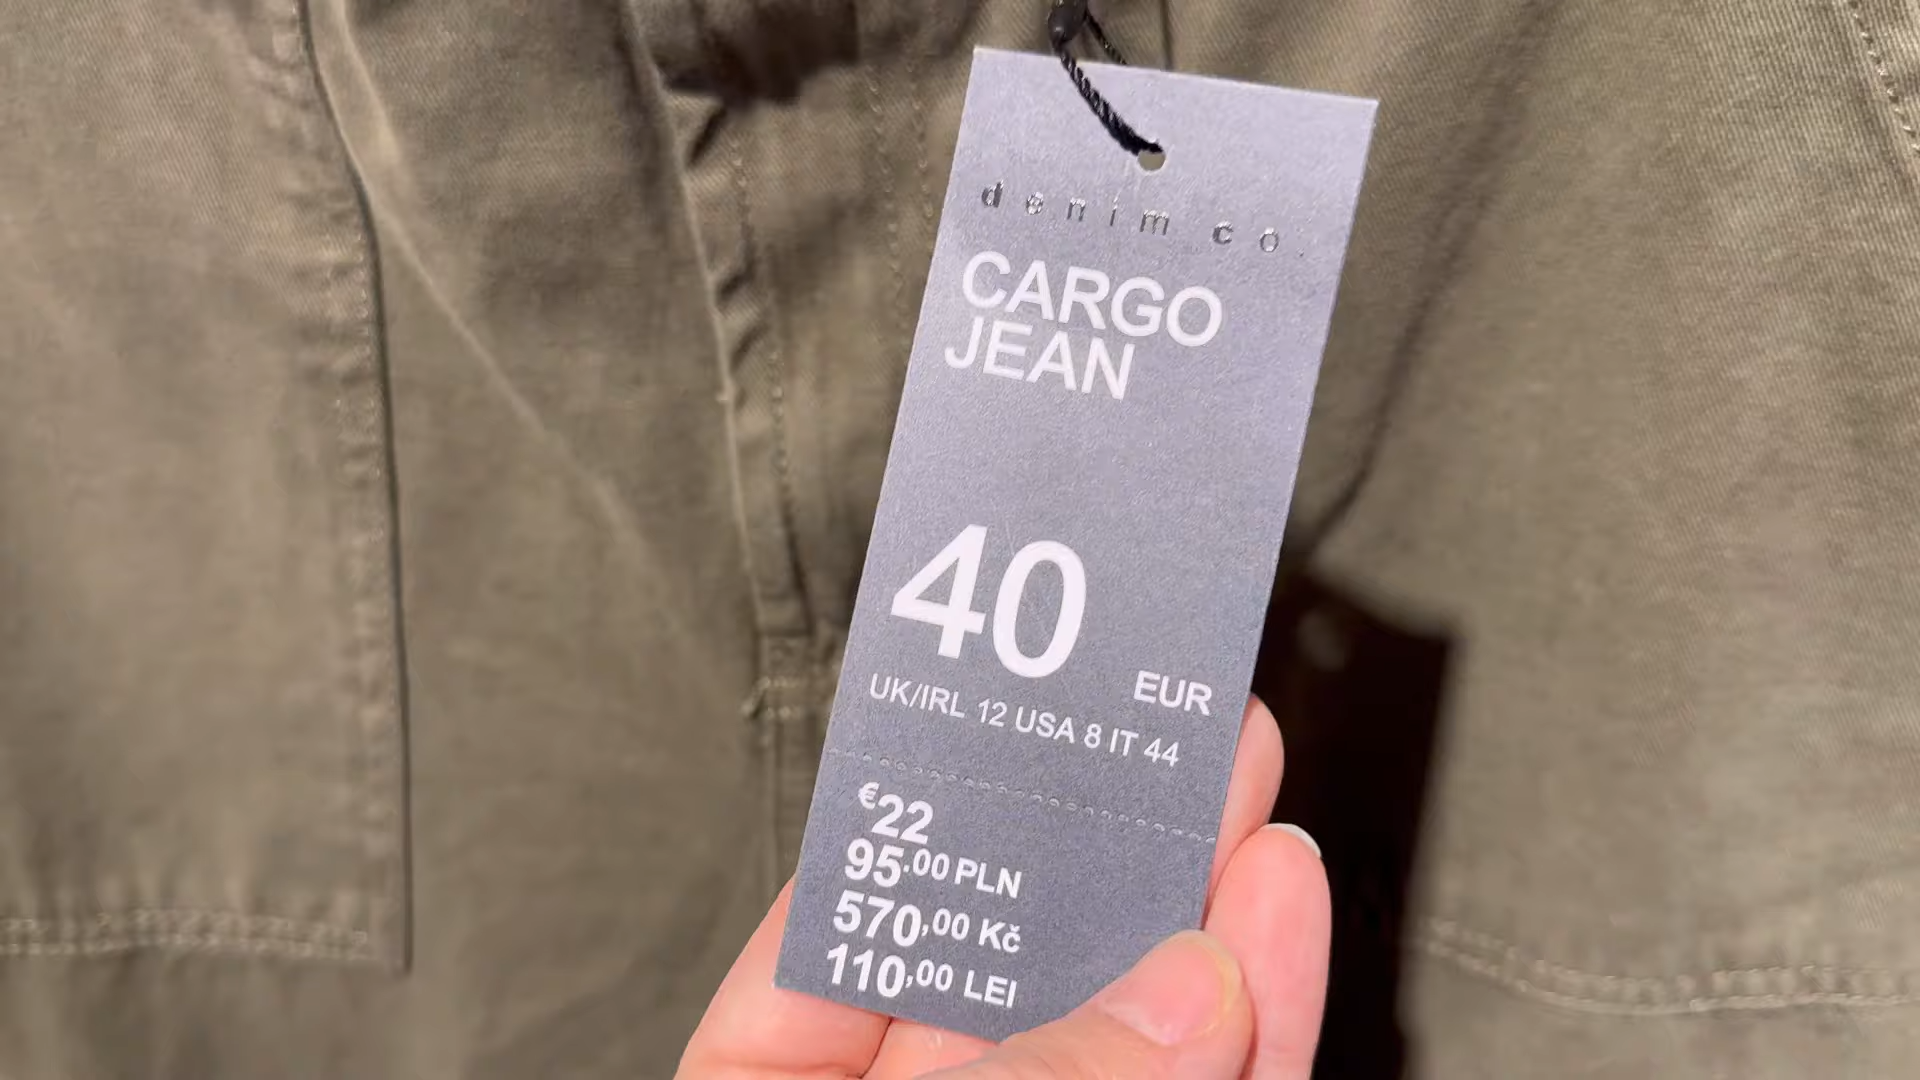 denim co.
CARGO
JEAN
40 EUR
UK/IRL 12 USA 8 IT 44
€22
95.00 PLN
570,00 Kč
110,00 LEI